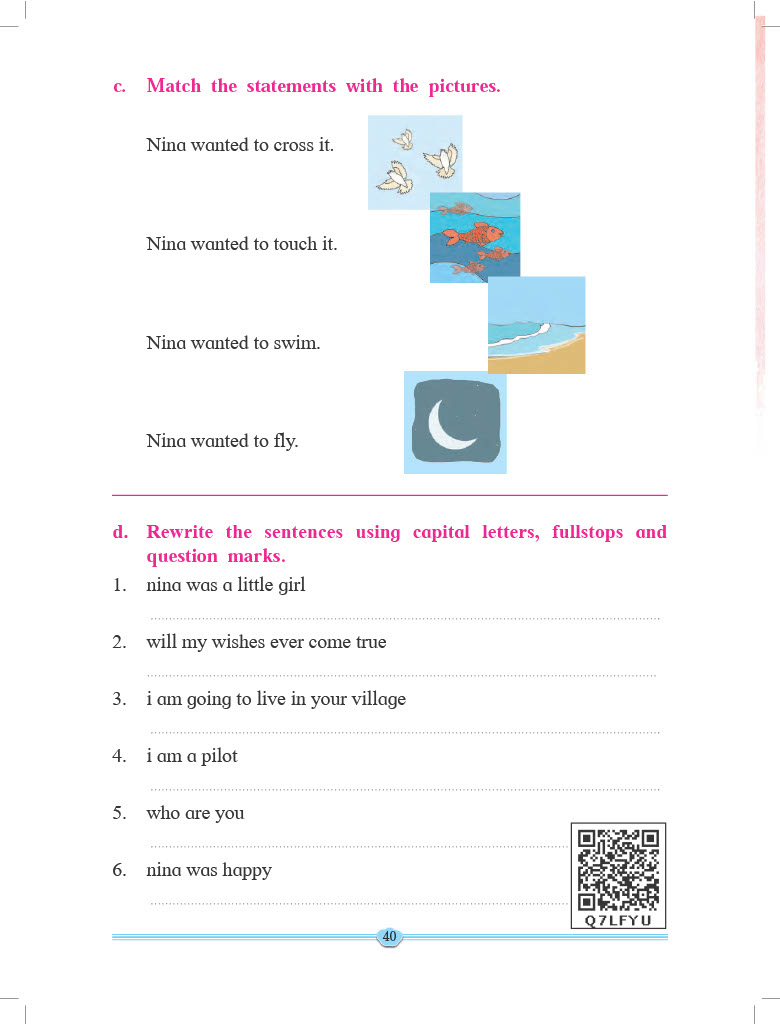 c. Match the statements with the pictures.
Nina wanted to cross it.
Nina wanted to touch it.
Nina wanted to swim.
Nina wanted to fly.
d. Rewrite the sentences using capital letters, fullstops and
question marks.
1. nina was a little girl
2. will my wishes ever come true
3. i am going to live in your village
4. i am a pilot
5. who are you
6. nina was happy
Q7LFYU
40